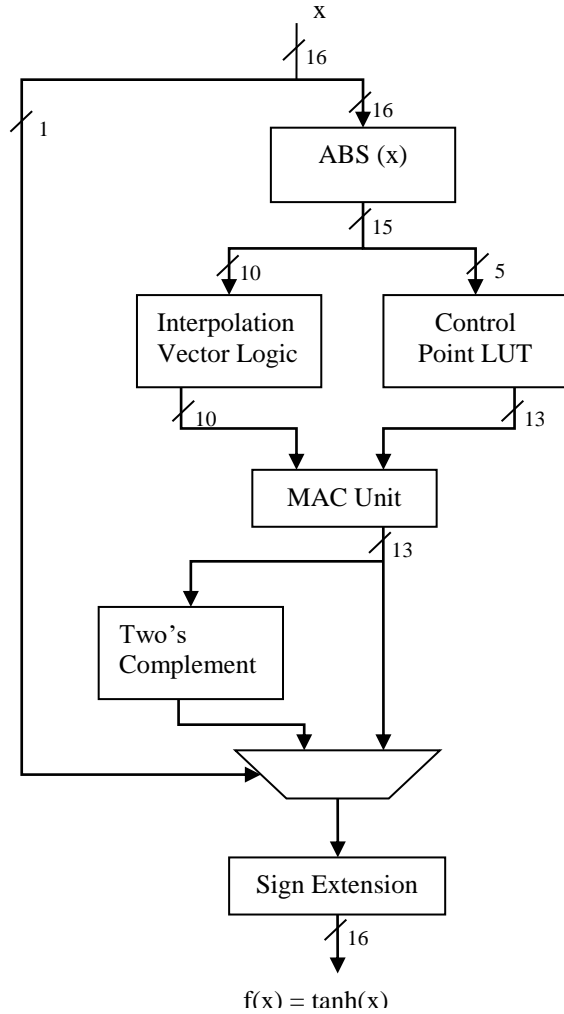 x
16
1
16
ABS (x)
15
10
5
Interpolation
Vector Logic
Control
Point LUT
10
13
MAC Unit
13
Two’s
Complement
Sign Extension
16
f(x) = tanh(x)